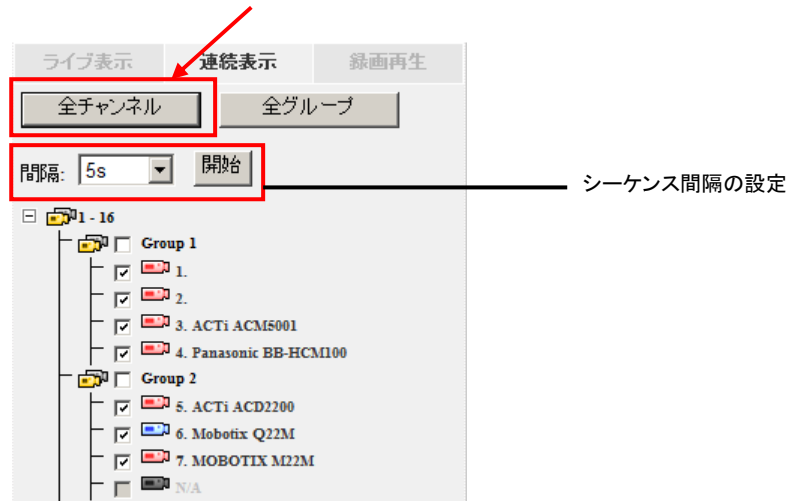 ライブ表示 連続表示 録画再生
全チャンネル 全グループ
間隔: 5s 開始
シーケンス間隔の設定
1 - 16
Group 1
1.
2.
3. ACTi ACM5001
4. Panasonic BB-HCM100
Group 2
5. ACTi ACD2200
6. Mobotix Q22M
7. MOBOTIX M22M
N/A